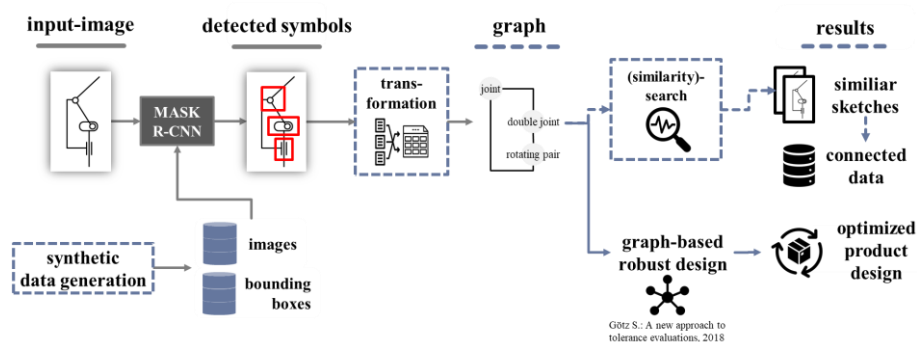 input-image
detected symbols
graph
results
MASK
R-CNN
trans-
formation
joint
double joint
rotating pair
(similarity)-
search
similiar
sketches
connected
data
synthetic
data generation
images
bounding
boxes
graph-based
robust design
Götz S.: A new approach to
tolerance evaluations, 2018
optimized
product
design